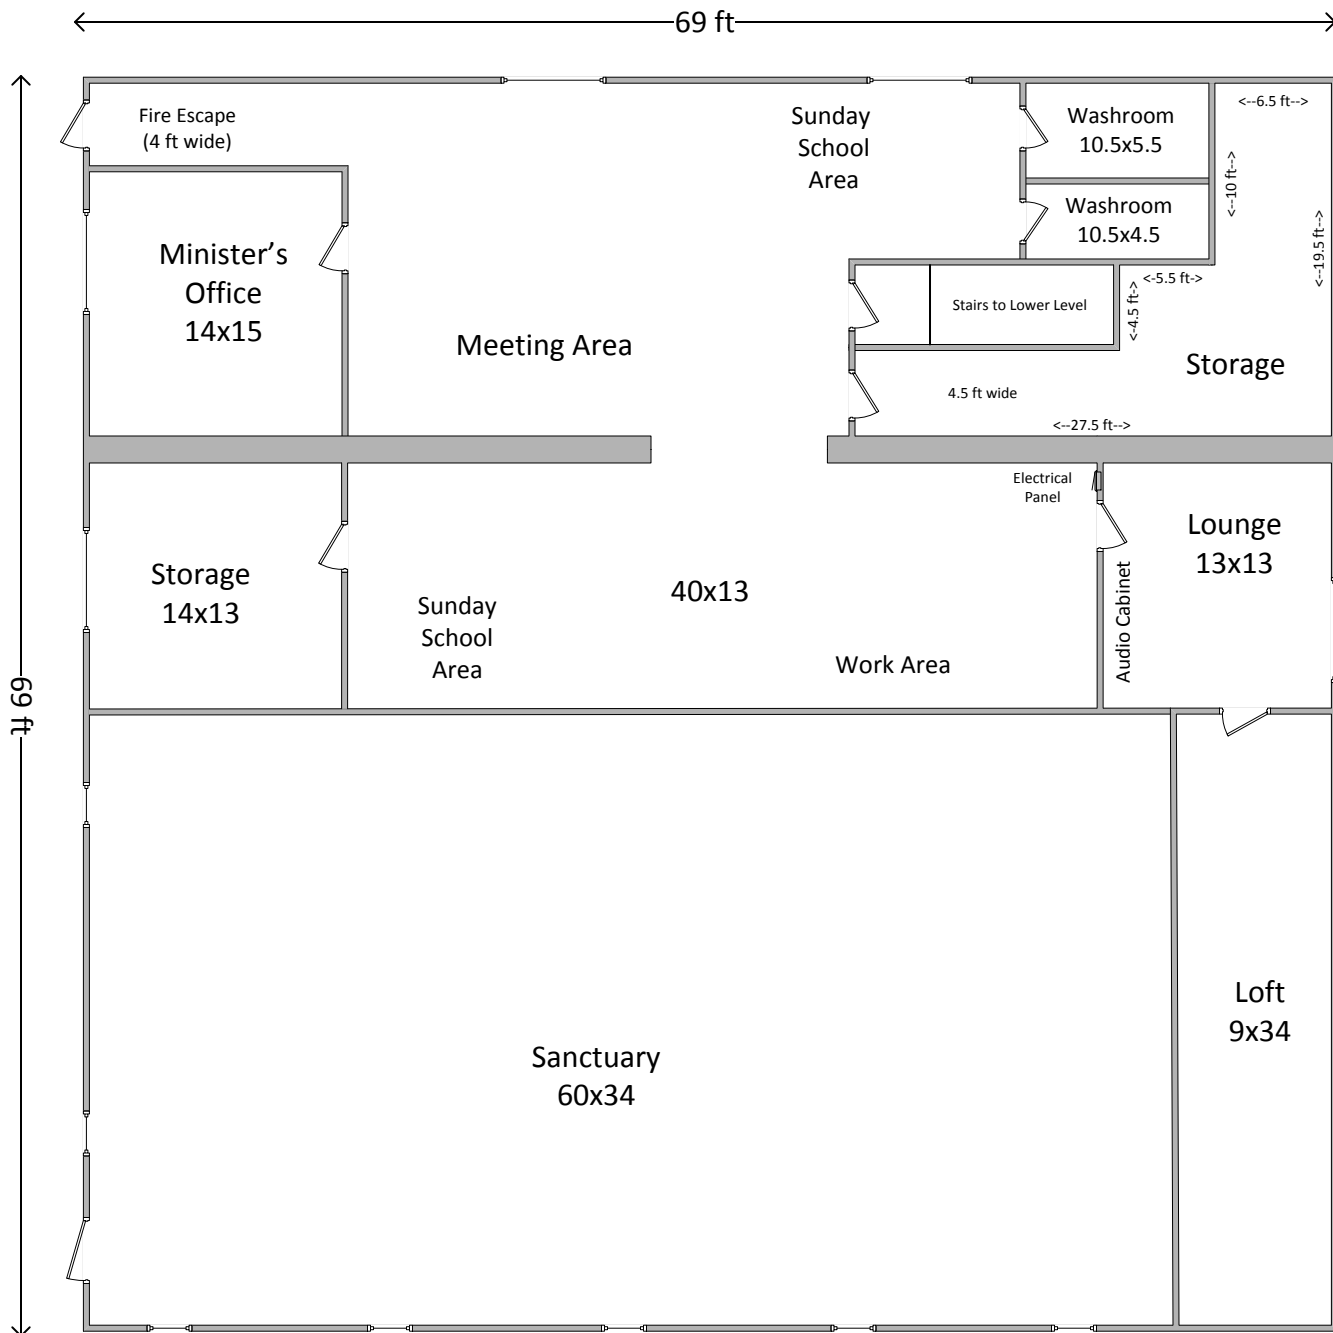 69 ft
Fire Escape
(4 ft wide)
Sunday
School
Area
Washroom
10.5x5.5
<--6.5 ft-->
<--10 ft-->
Washroom
10.5x4.5
<--19.5 ft-->
Minister’s
Office
14x15
<-5.5 ft->
<-4.5 ft->
Stairs to Lower Level
Meeting Area
Storage
4.5 ft wide
<--27.5 ft-->
Electrical
Panel
Lounge
13x13
Storage
14x13
40x13
Sunday
School
Area
Audio Cabinet
Work Area
69 ft
Loft
9x34
Sanctuary
60x34